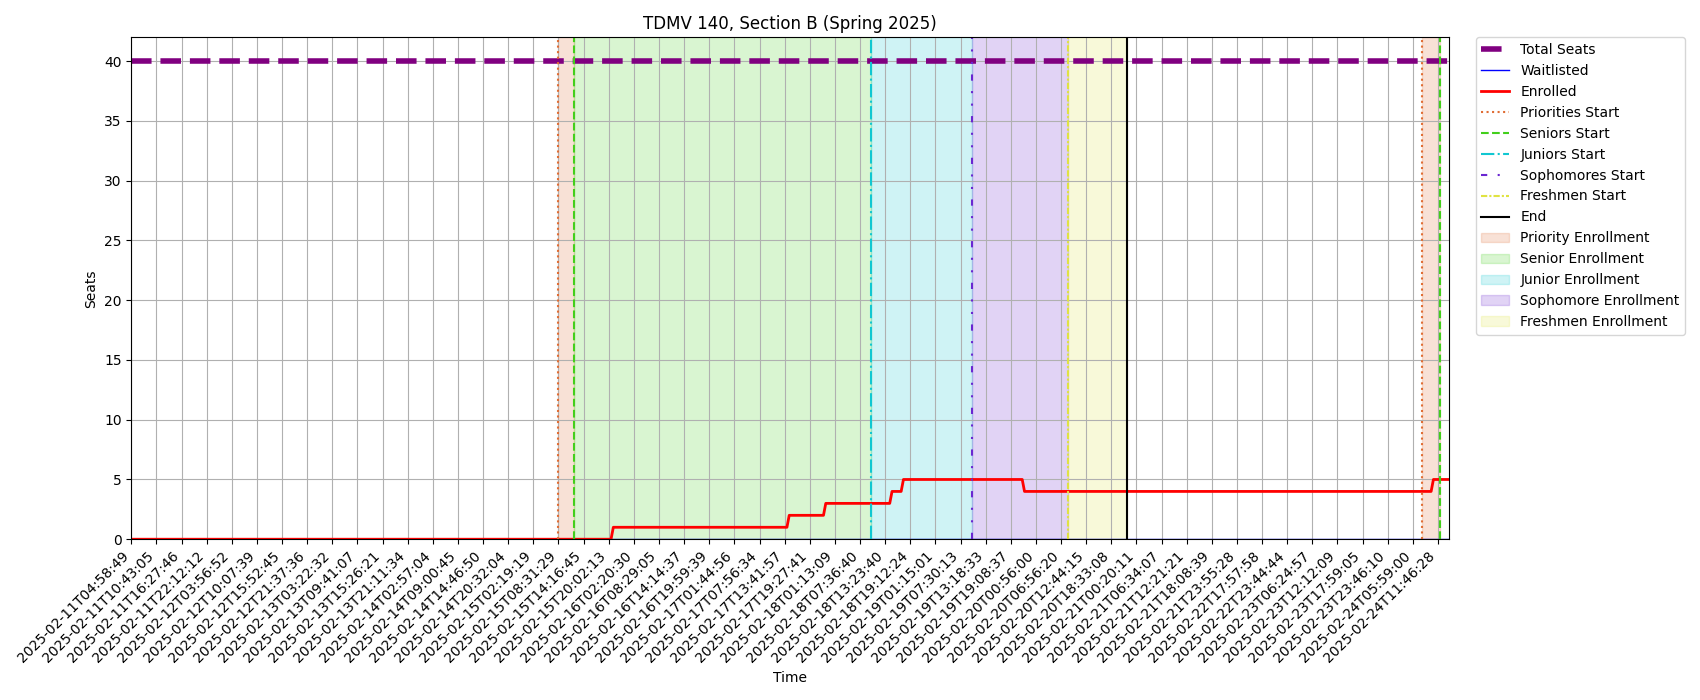 TDMV 140, Section B (Spring 2025)
40
35
30
25
20
15
10
5
0
Seats
2025-02-11T04:58:49
2025-02-11T10:43:05
2025-02-11T16:27:46
2025-02-11T22:12:12
2025-02-12T03:56:52
2025-02-12T10:07:39
2025-02-12T15:52:45
2025-02-12T21:37:36
2025-02-13T03:22:32
2025-02-13T09:41:07
2025-02-13T15:26:21
2025-02-13T21:11:34
2025-02-14T02:57:04
2025-02-14T09:00:45
2025-02-14T14:46:50
2025-02-14T20:32:04
2025-02-15T02:19:19
2025-02-15T08:31:29
2025-02-15T14:16:45
2025-02-15T20:02:13
2025-02-16T02:20:30
2025-02-16T08:29:05
2025-02-16T14:14:37
2025-02-16T19:59:39
2025-02-17T01:44:56
2025-02-17T07:56:34
2025-02-17T13:41:57
2025-02-17T19:27:41
2025-02-18T01:13:09
2025-02-18T07:36:40
2025-02-18T13:23:40
2025-02-18T19:12:24
2025-02-19T01:15:01
2025-02-19T07:30:13
2025-02-19T13:18:33
2025-02-19T19:08:37
2025-02-20T00:56:00
2025-02-20T06:56:20
2025-02-20T12:44:15
2025-02-20T18:33:08
2025-02-21T00:20:11
2025-02-21T06:34:07
2025-02-21T12:21:21
2025-02-21T18:08:39
2025-02-21T23:55:28
2025-02-22T17:57:58
2025-02-22T23:44:44
2025-02-23T06:24:57
2025-02-23T12:12:09
2025-02-23T17:59:05
2025-02-23T23:46:10
2025-02-24T05:59:00
2025-02-24T11:46:28
Time
Total Seats
Waitlisted
Enrolled
Priorities Start
Seniors Start
Juniors Start
Sophomores Start
Freshmen Start
End
Priority Enrollment
Senior Enrollment
Junior Enrollment
Sophomore Enrollment
Freshmen Enrollment